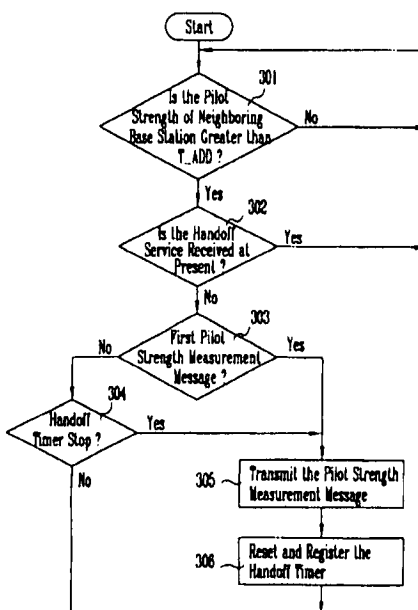 Start
301
Is the Pilot
Strength of Neighboring
Base Station Greater than
T_ADD ?
No
Yes
302
Is the Handoff
Service Received at
Present ?
Yes
No
303
First Pilot
Strength Measurement
Message ?
No
Yes
304
Handoff
Timer Stop ?
Yes
No
305
Transmit the Pilot Strength
Measurement Message
306
Reset and Register the
Handoff Timer